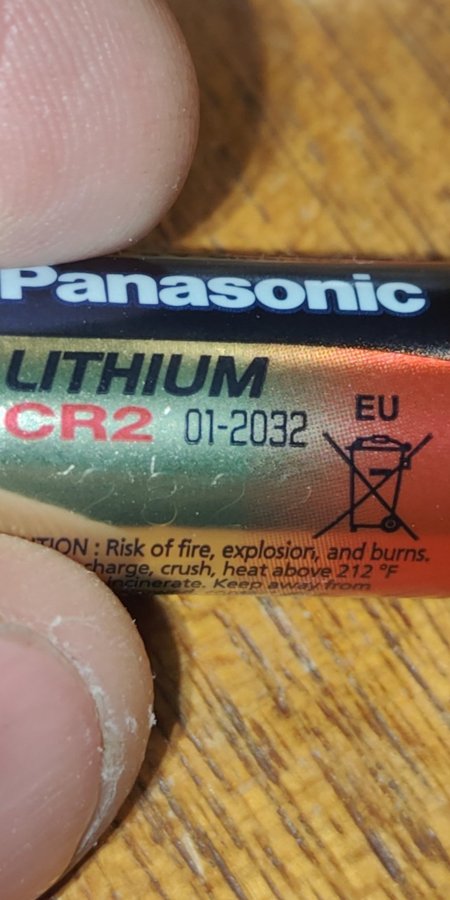 Panasonic
LITHIUM
CR2 01-2032
EU
: Risk of fire, explosion, and burns.
charge, crush, heat above 212 °F
incinerate. Keep away from